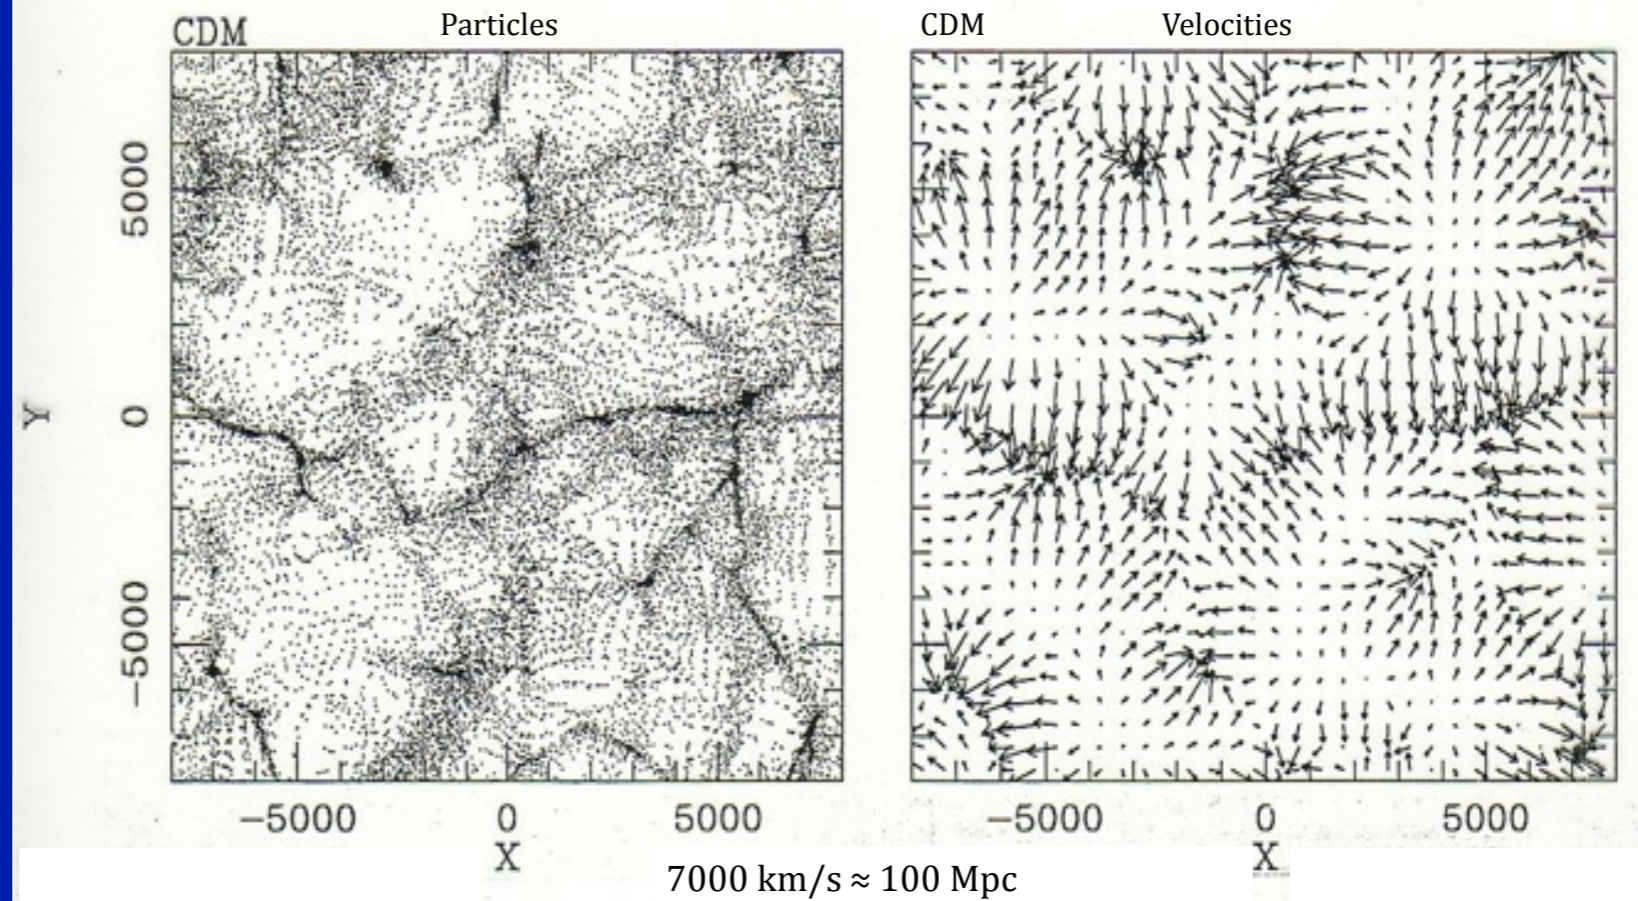 CDM Particles
CDM Velocities
Y
5000
0
−5000
−5000 0 5000
X
−5000 0 5000
X
7000 km/s ≈ 100 Mpc